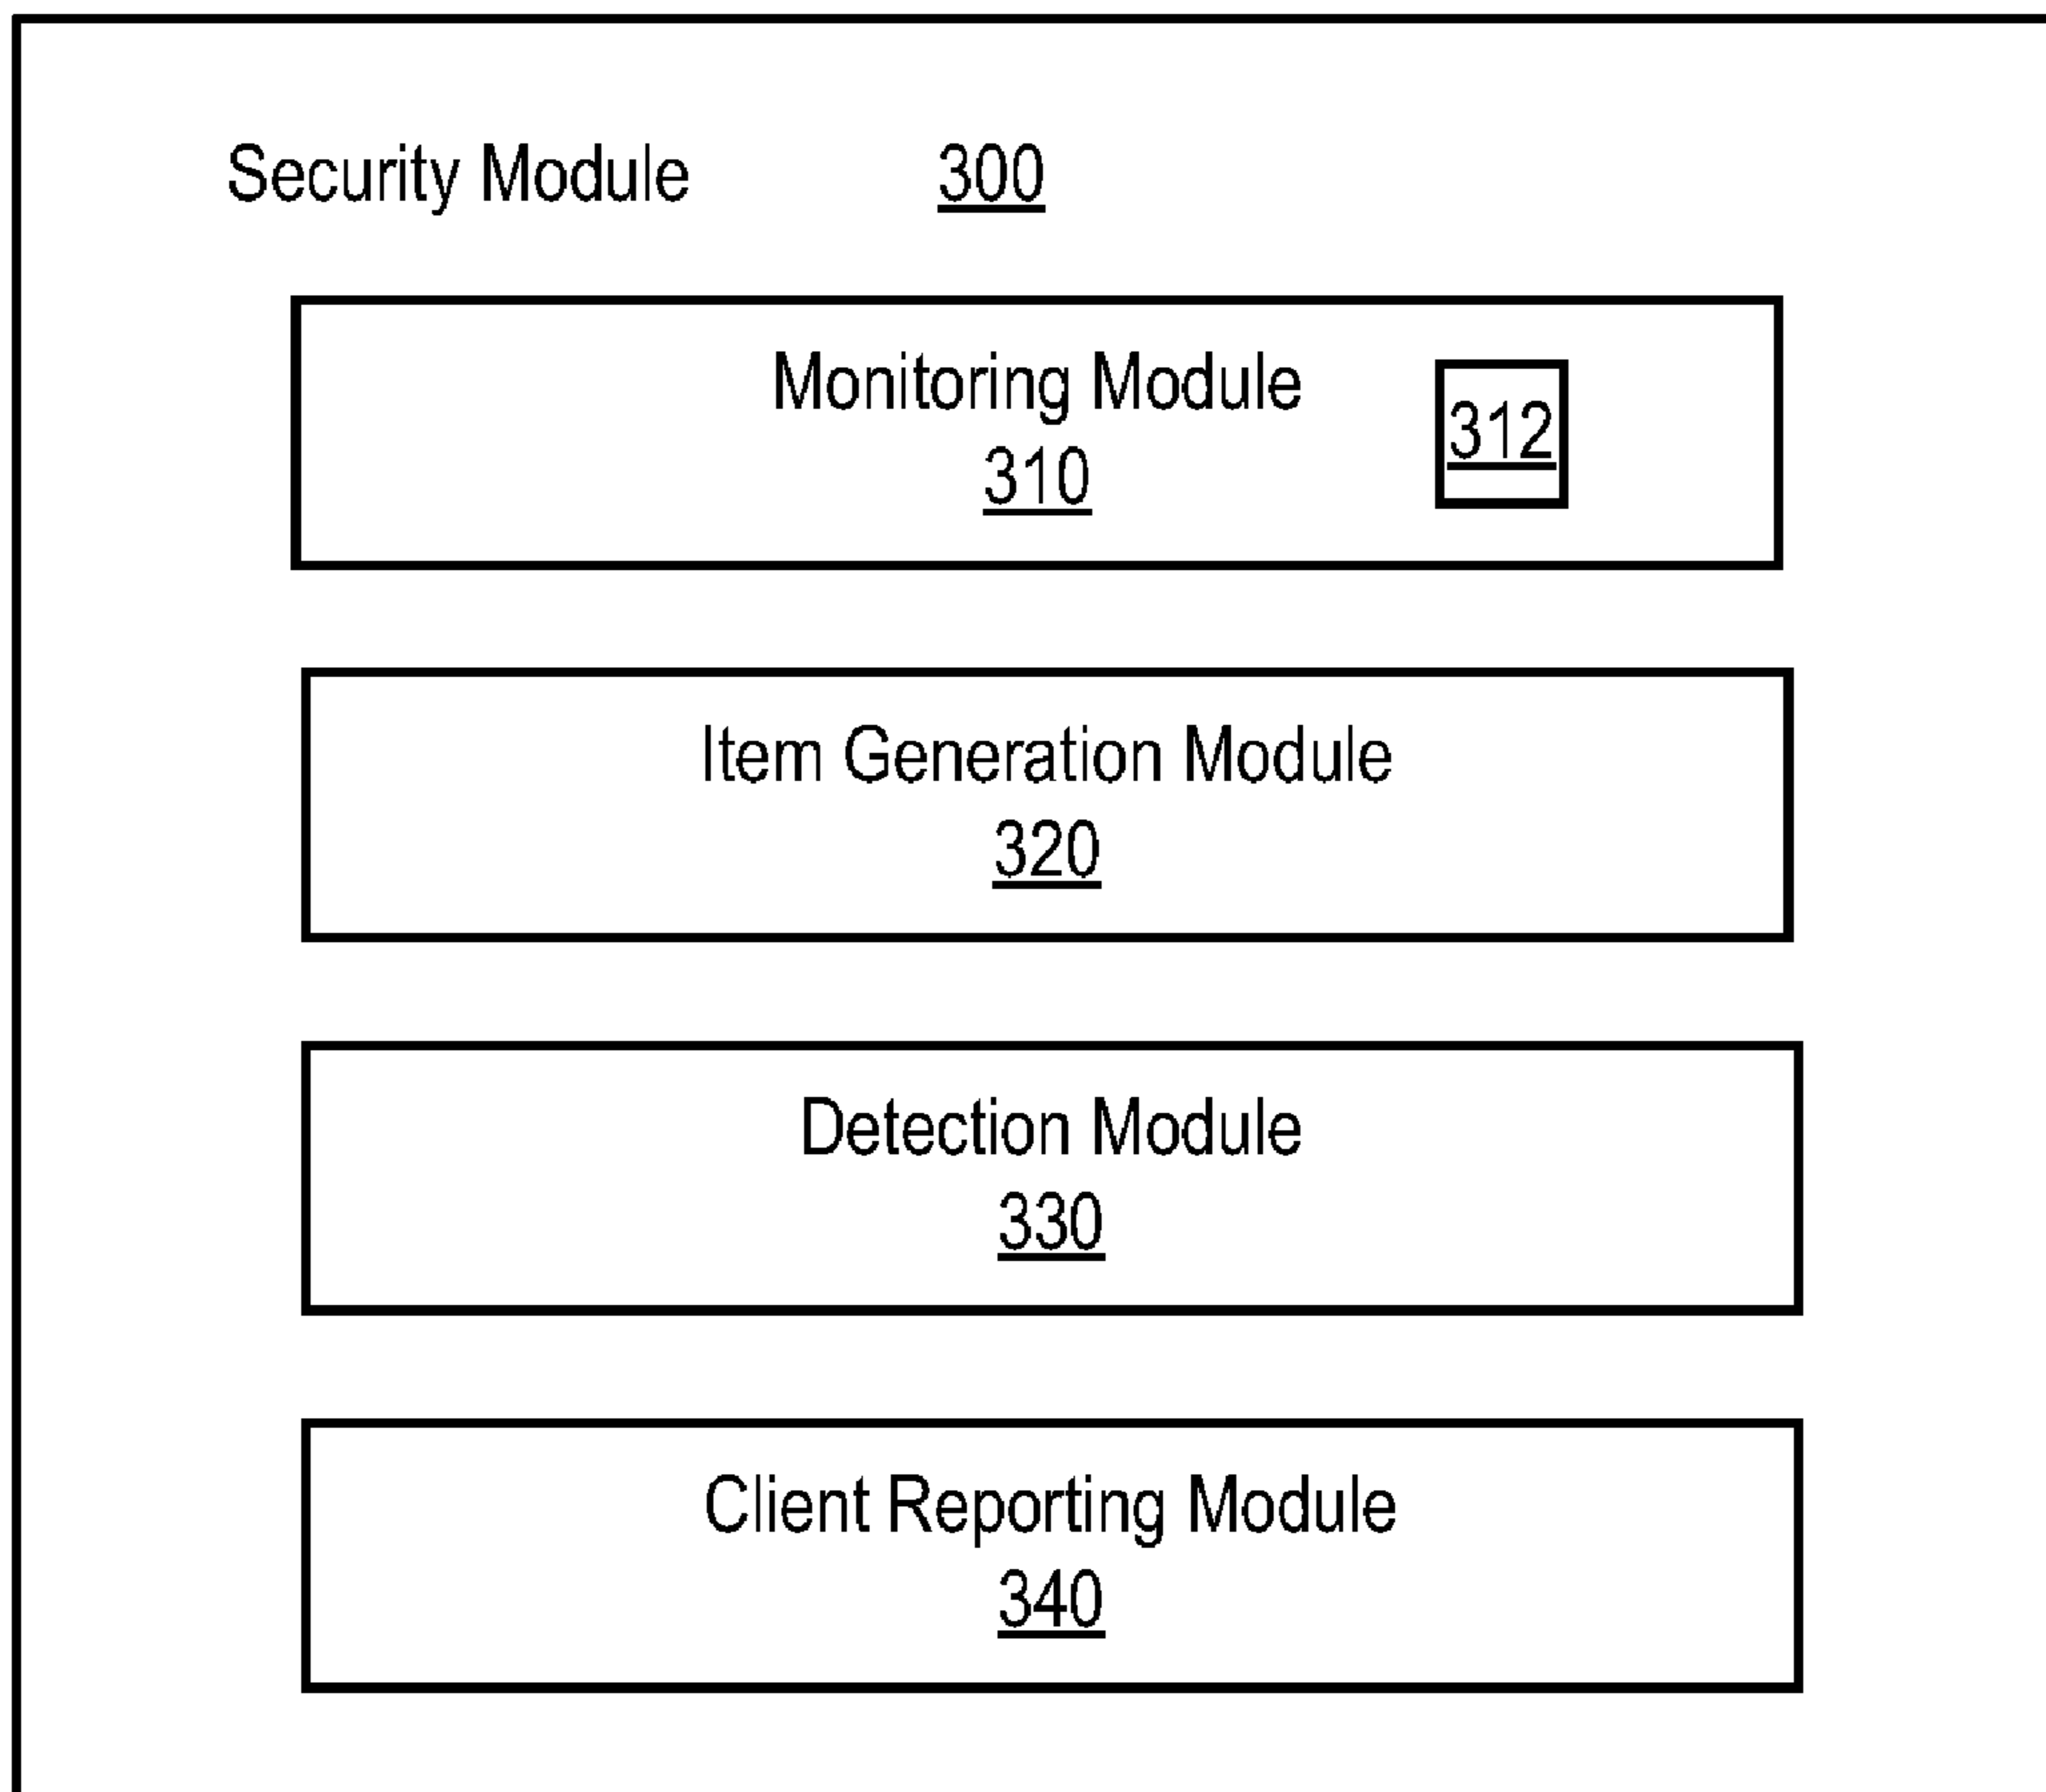 Security Module 300
Monitoring Module
312
310
Item Generation Module
320
Detection Module
330
Client Reporting Module
340